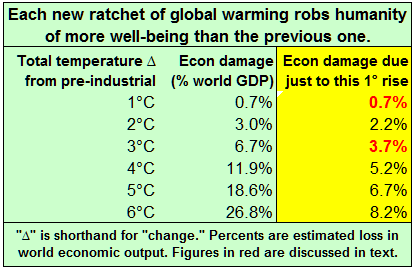 Each new ratchet of global warming robs humanity
of more well-being than the previous one.
Total temperature Δ Econ damage Econ damage due
from pre-industrial (% world GDP) just to this 1° rise
1°C 0.7% 0.7%
2°C 3.0% 2.2%
3°C 6.7% 3.7%
4°C 11.9% 5.2%
5°C 18.6% 6.7%
6°C 26.8% 8.2%
"Δ" is shorthand for "change." Percents are estimated loss in
world economic output. Figures in red are discussed in text.